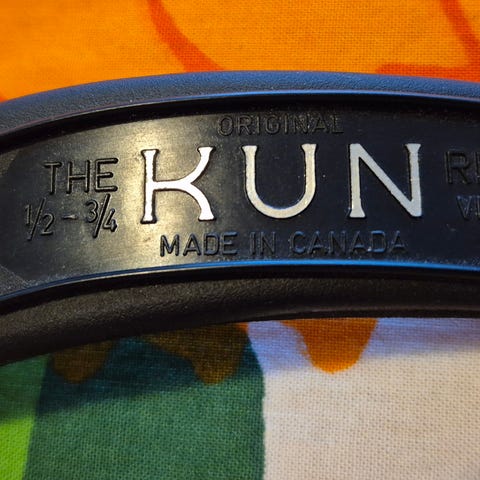 ORIGINAL
THE KUN
1/2 - 3/4
MADE IN CANADA